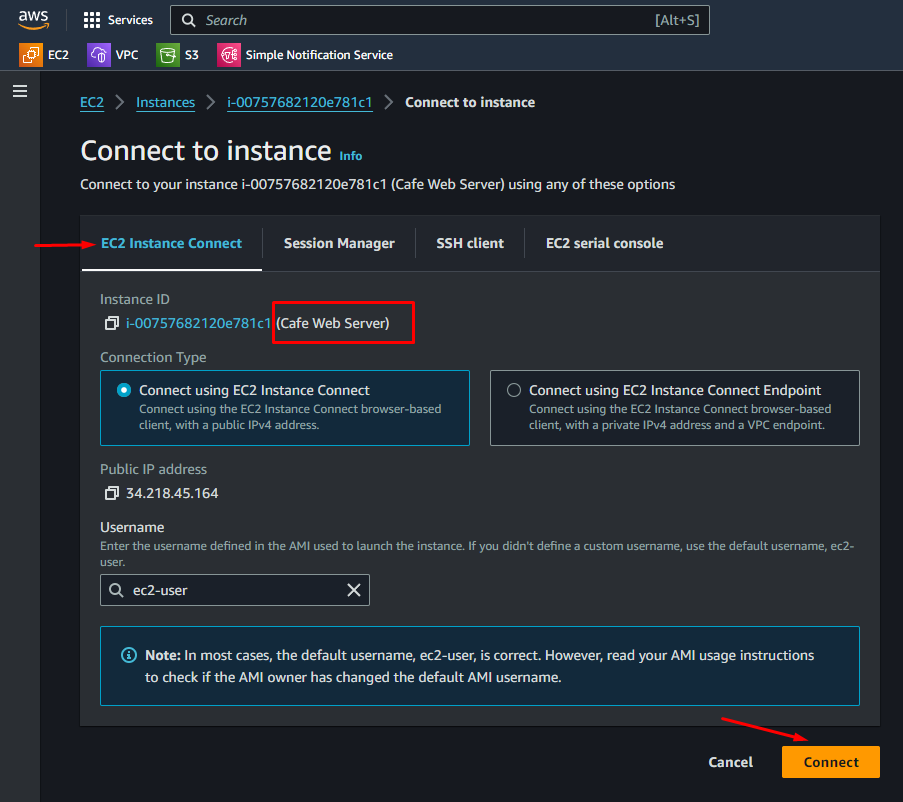 aws
Services
Search [Alt+S]
EC2 VPC S3 Simple Notification Service
EC2 Instances i-00757682120e781c1 Connect to instance
Connect to instance Info
Connect to your instance i-00757682120e781c1 (Cafe Web Server) using any of these options
EC2 Instance Connect Session Manager SSH client EC2 serial console
Instance ID
i-00757682120e781c1 (Cafe Web Server)
Connection Type
Connect using EC2 Instance Connect
Connect using the EC2 Instance Connect browser-based
client, with a public IPv4 address.
Connect using EC2 Instance Connect Endpoint
Connect using the EC2 Instance Connect browser-based
client, with a private IPv4 address and a VPC endpoint.
Public IP address
34.218.45.164
Username
Enter the username defined in the AMI used to launch the instance. If you didn't define a custom username, use the default username, ec2-
user.
ec2-user
Note: In most cases, the default username, ec2-user, is correct. However, read your AMI usage instructions
to check if the AMI owner has changed the default AMI username.
Cancel Connect